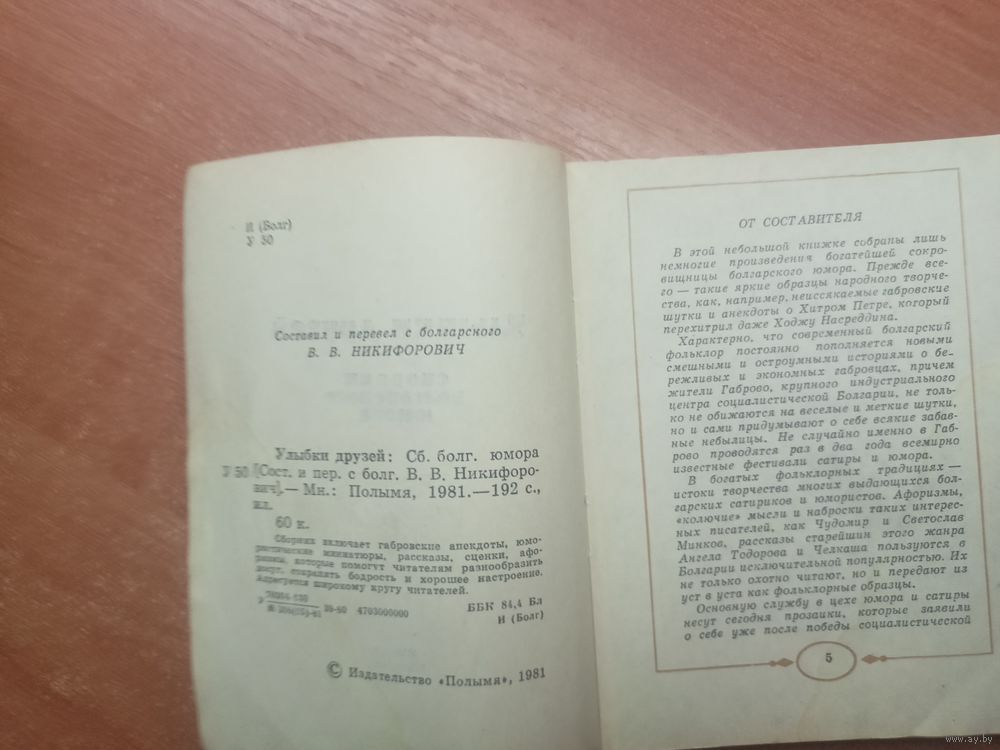 И (Болг)
У 50
Составил и перевел с болгарского
В. В. НИКИФОРОВИЧ
Улыбки друзей: Сб. болг. юмора
У 50 [Сост. и пер. с болг. В. В. Никифоро-
вич].— Мн.: Полымя, 1981.—192 с.,
ил.
60 к.
Сборник включает габровские анекдоты, юмо-
ристические миниатюры, рассказы, сценки, афо-
ризмы, которые помогут читателям разнообразить
досуг, сохранить бодрость и хорошее настроение.
Адресуется широкому кругу читателей.
4703000000
ББК 84,4 Бл
И (Болг)
© Издательство «Полымя», 1981
ОТ СОСТАВИТЕЛЯ
В этой небольшой книжке собраны лишь
немногие произведения богатейшей сокро-
вищницы болгарского юмора. Прежде все-
го — такие яркие образцы народного творче-
ства, как, например, неиссякаемые габровские
шутки и анекдоты о Хитром Петре, который
перехитрил даже Ходжу Насреддина.
Характерно, что современный болгарский
фольклор постоянно пополняется новыми
смешными и остроумными историями о бе-
режливых и экономных габровцах, причем
жители Габрово, крупного индустриального
центра социалистической Болгарии, не толь-
ко не обижаются на веселые и меткие шутки,
но и сами придумывают о себе всякие забав-
ные небылицы. Не случайно именно в Габ-
рово проводятся раз в два года всемирно
известные фестивали сатиры и юмора.
В богатых фольклорных традициях —
истоки творчества многих выдающихся бол-
гарских сатириков и юмористов. Афоризмы,
«колючие» мысли и наброски таких интерес-
ных писателей, как Чудомир и Светослав
Минков, рассказы старейшин этого жанра
Ангела Тодорова и Челкаша пользуются в
Болгарии исключительной популярностью. Их
не только охотно читают, но и передают из
уст в уста как фольклорные образцы.
Основную службу в цехе юмора и сатиры
несут сегодня прозаики, которые заявили
о себе уже после победы социалистической
5
www.ay.by